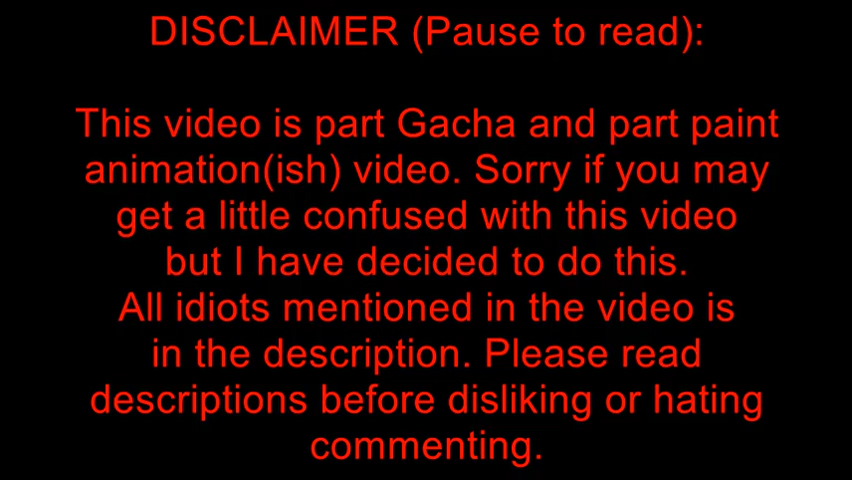 DISCLAIMER (Pause to read):
This video is part Gacha and part paint
animation(ish) video. Sorry if you may
get a little confused with this video
but I have decided to do this.
All idiots mentioned in the video is
in the description. Please read
descriptions before disliking or hating
commenting.